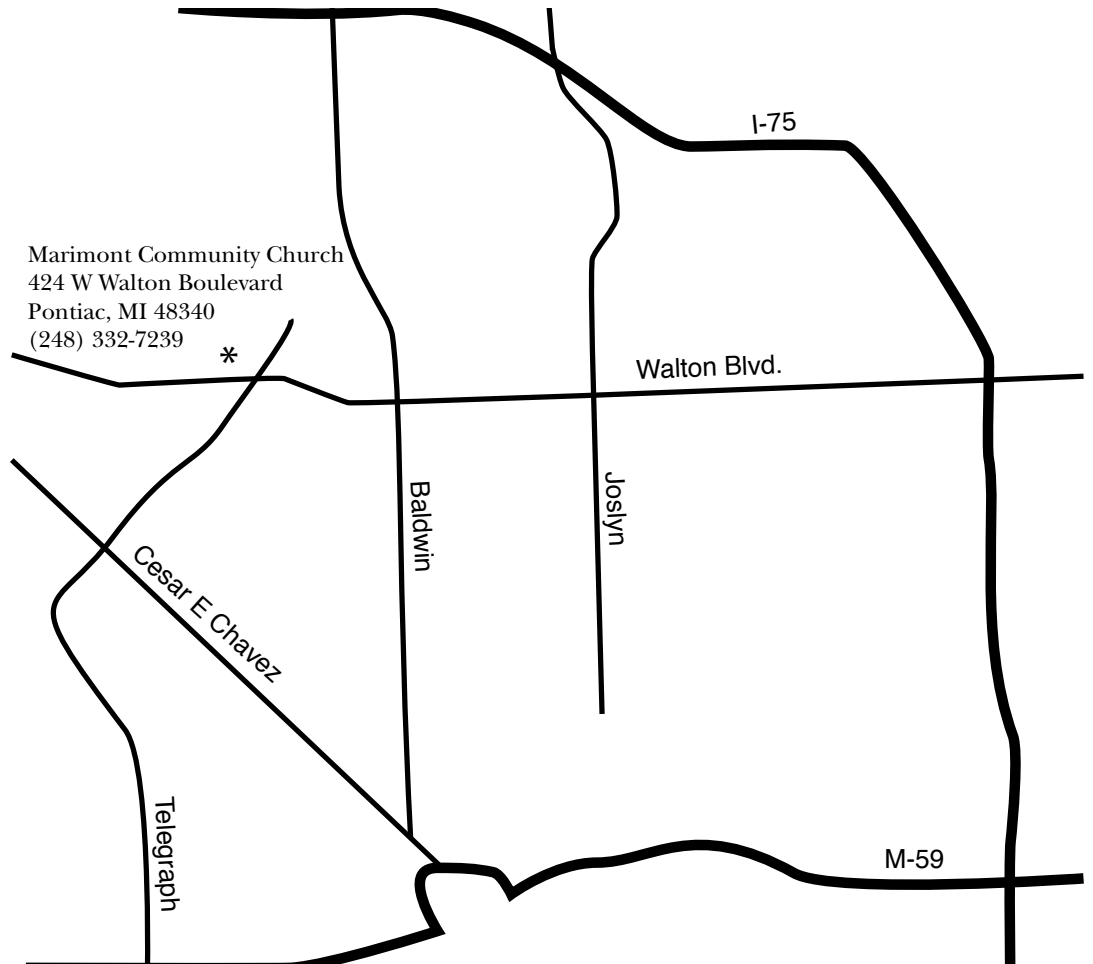 I-75
Marimont Community Church
424 W Walton Boulevard
Pontiac, MI 48340
(248) 332-7239
*
Walton Blvd.
Baldwin
Joslyn
Cesar E Chavez
Telegraph
M-59